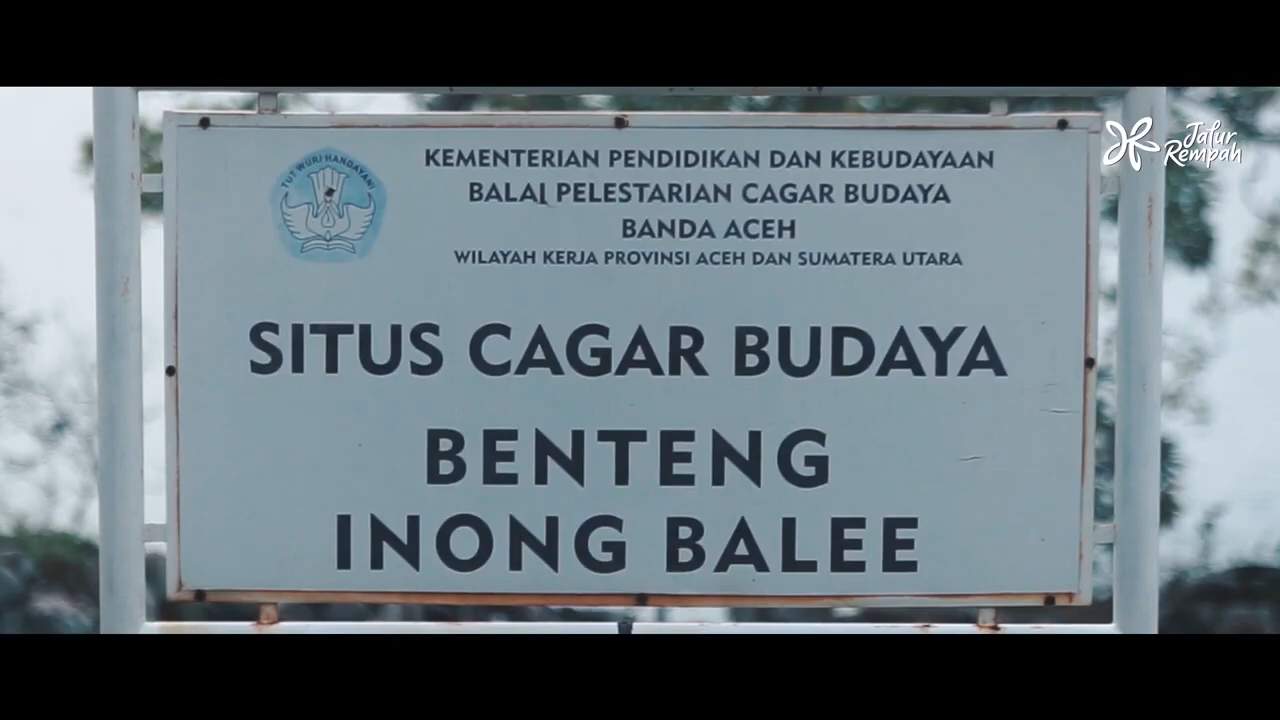 Jalur
Rempah
TUT WURI HANDAYANI
KEMENTERIAN PENDIDIKAN DAN KEBUDAYAAN
BALAI PELESTARIAN CAGAR BUDAYA
BANDA ACEH
WILAYAH KERJA PROVINSI ACEH DAN SUMATERA UTARA
SITUS CAGAR BUDAYA
BENTENG
INONG BALEE